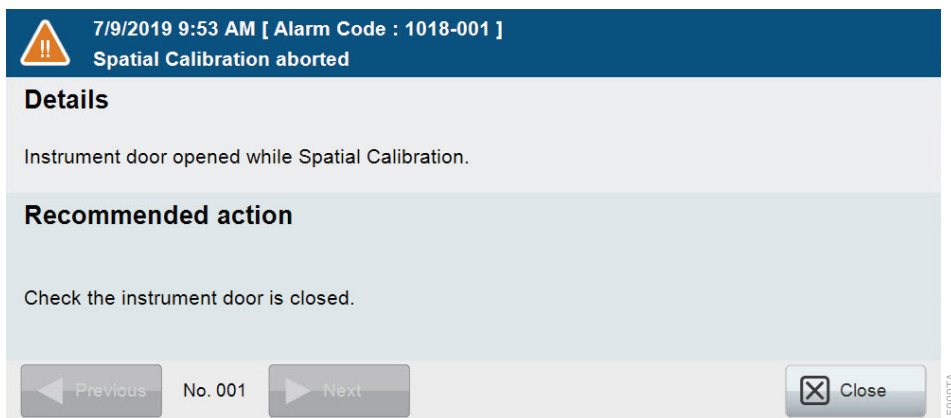 7/9/2019 9:53 AM [ Alarm Code : 1018-001 ]
Spatial Calibration aborted
Details
Instrument door opened while Spatial Calibration.
Recommended action
Check the instrument door is closed.
Previous
No. 001
Next
Close